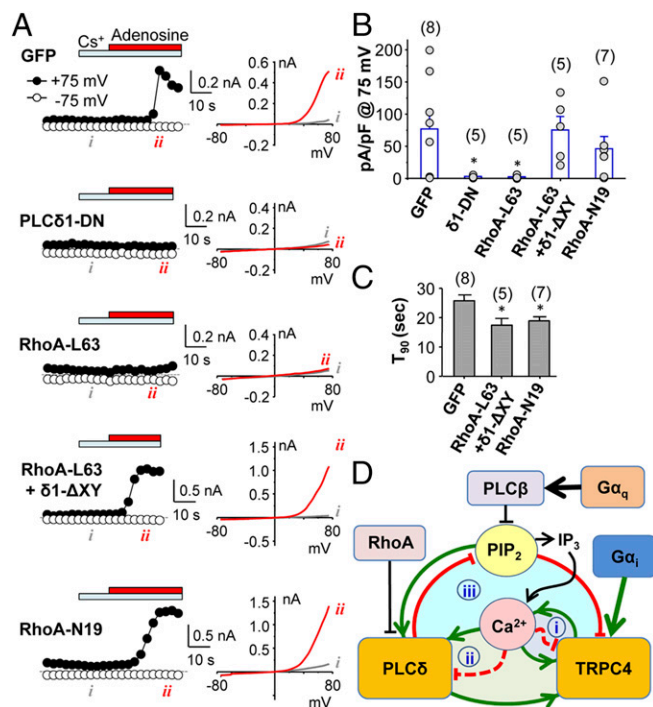 A
Cs⁺ Adenosine
GFP
+75 mV
-75 mV
0.2 nA
10 s
i
ii
0.6 nA
0.4
0.2
-80
80
mV
-0.2
ii
i
PLCδ1-DN
0.2 nA
10 s
i
ii
0.6 nA
0.4
0.2
-80
80
mV
-0.2
i
ii
RhoA-L63
0.2 nA
10 s
i
ii
0.6 nA
0.4
0.2
-80
80
mV
-0.2
ii
i
RhoA-L63
+ δ1-ΔXY
0.5 nA
10 s
i
ii
1.5 nA
1.0
0.5
-80
80
mV
-0.5
ii
i
RhoA-N19
0.5 nA
10 s
i
ii
1.5 nA
1.0
0.5
-80
80
mV
-0.5
ii
i
B
pA/pF @ 75 mV
200
150
100
50
0
(8)
(5)
*
(5)
*
(5)
(7)
GFP
δ1-DN
RhoA-L63
RhoA-L63
+δ1-ΔXY
RhoA-N19
C
T₉₀ (sec)
40
30
20
10
0
(8)
(5)
*
(7)
*
GFP
RhoA-L63
+δ1-ΔXY
RhoA-N19
D
PLCβ
Gαq
RhoA
PIP₂
IP₃
Gαi
iii
Ca²⁺
i
ii
PLCδ
TRPC4